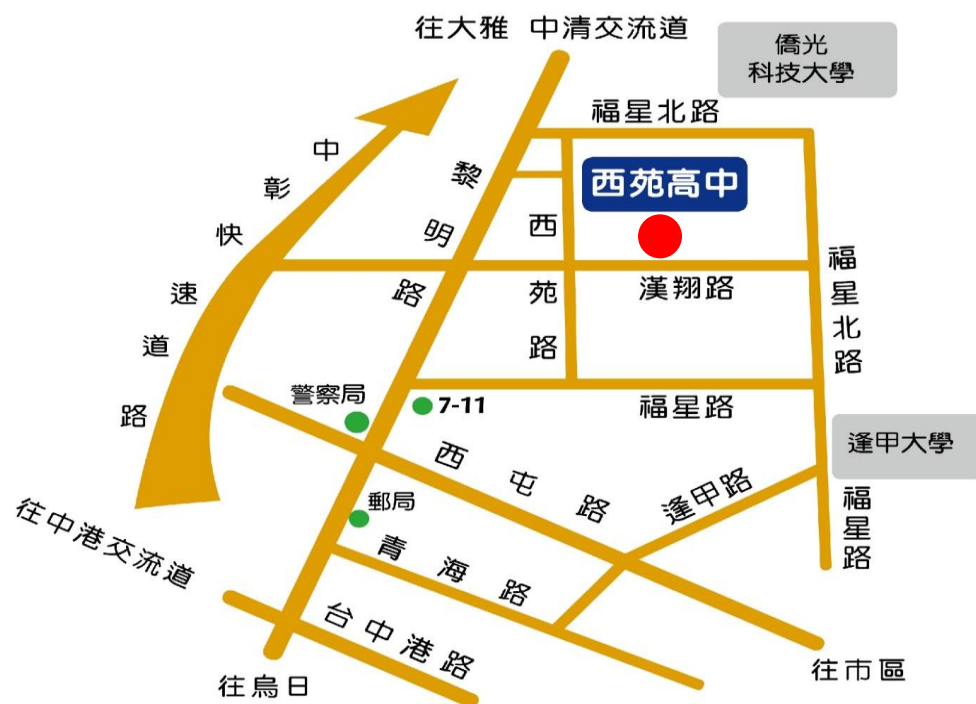 往大雅 中清交流道
僑光
科技大學
福星北路
中彰快速道路
黎明路
西苑高中
西苑路
漢翔路
福星北路
警察局
7-11
福星路
西屯路
逢甲大學
逢甲路
福星路
郵局
往中港交流道
青海路
台中港路
往烏日
往市區